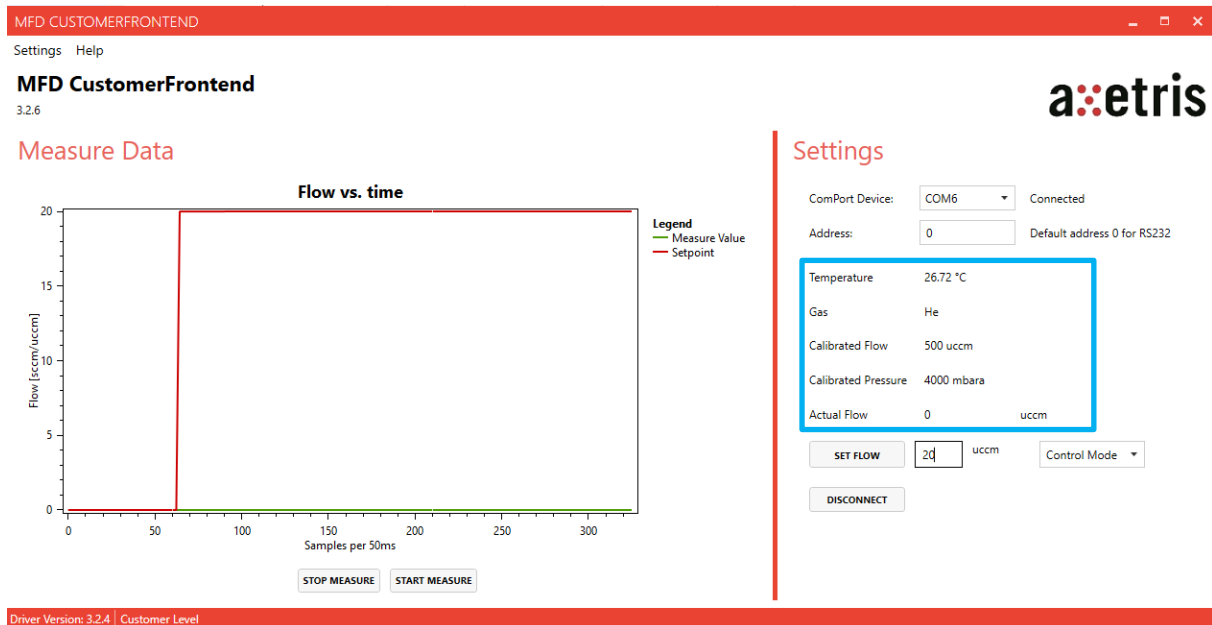 MFD CUSTOMERFRONTEND
Settings Help
MFD CustomerFrontend
3.2.6
axetris
Measure Data
Flow vs. time
20
15
10
5
0
Flow [sccm/uccm]
0 50 100 150 200 250 300
Samples per 50ms
Legend
Measure Value
Setpoint
STOP MEASURE START MEASURE
Settings
ComPort Device: COM6 Connected
Address: 0 Default address 0 for RS232
Temperature 26.72 °C
Gas He
Calibrated Flow 500 uccm
Calibrated Pressure 4000 mbara
Actual Flow 0 uccm
SET FLOW 20 uccm Control Mode
DISCONNECT
Driver Version: 3.2.4 Customer Level